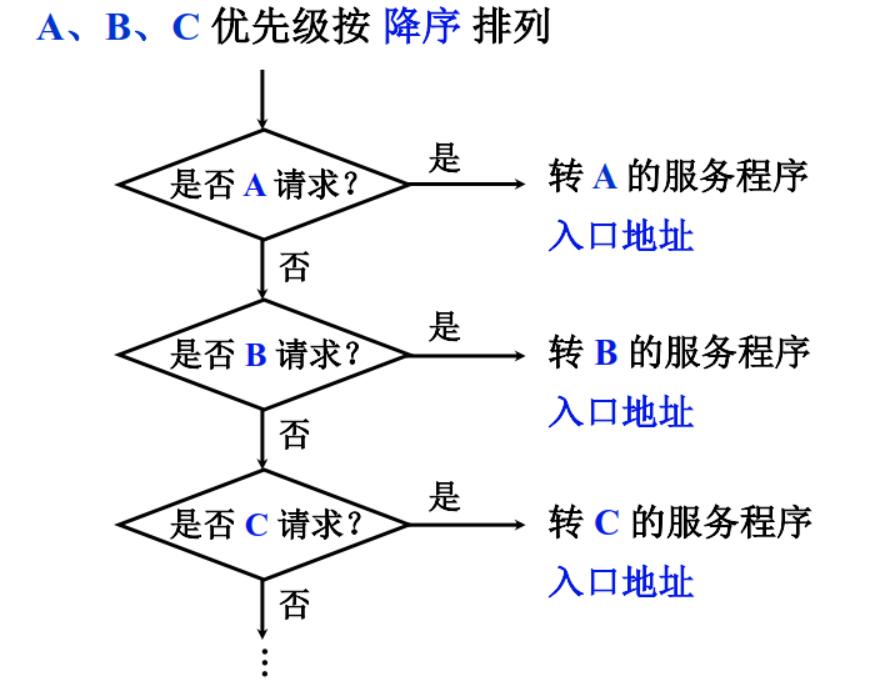 A、B、C 优先级按 降序 排列
是
是否 A 请求？
转 A 的服务程序
入口地址
否
是
是否 B 请求？
转 B 的服务程序
入口地址
否
是
是否 C 请求？
转 C 的服务程序
入口地址
否
⋮